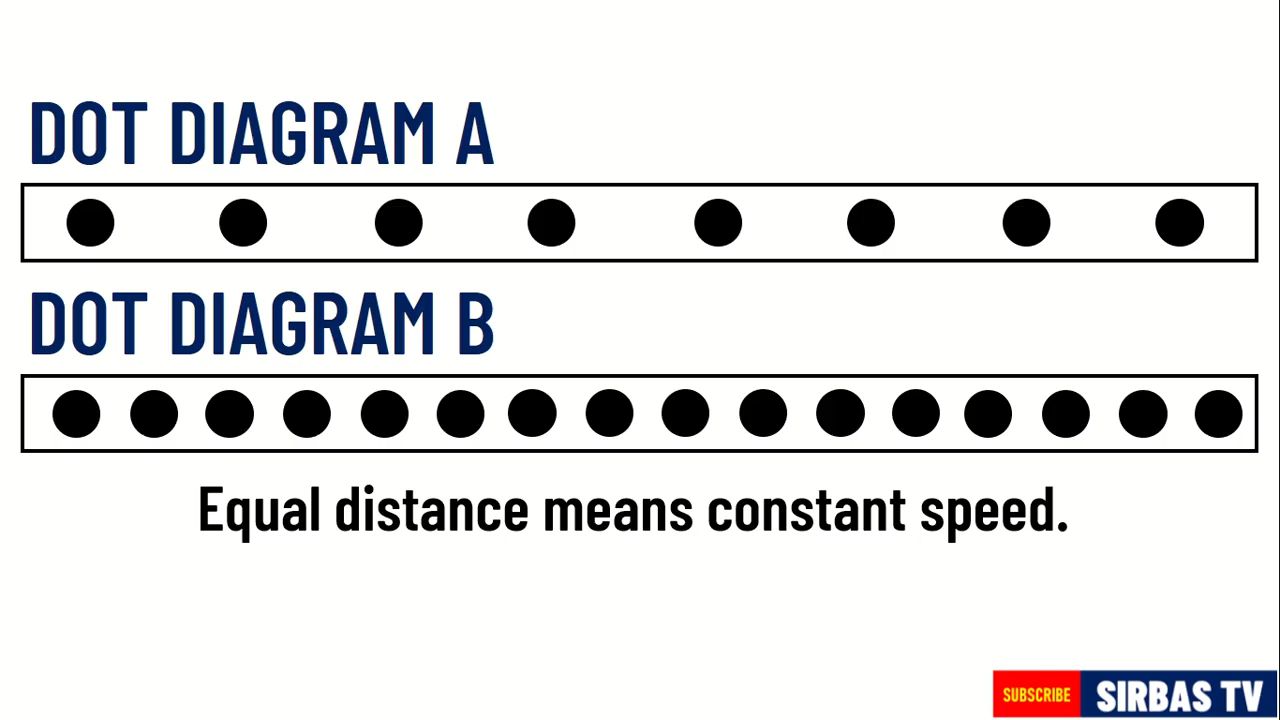 DOT DIAGRAM A
DOT DIAGRAM B
Equal distance means constant speed.
SUBSCRIBE SIRBAS TV